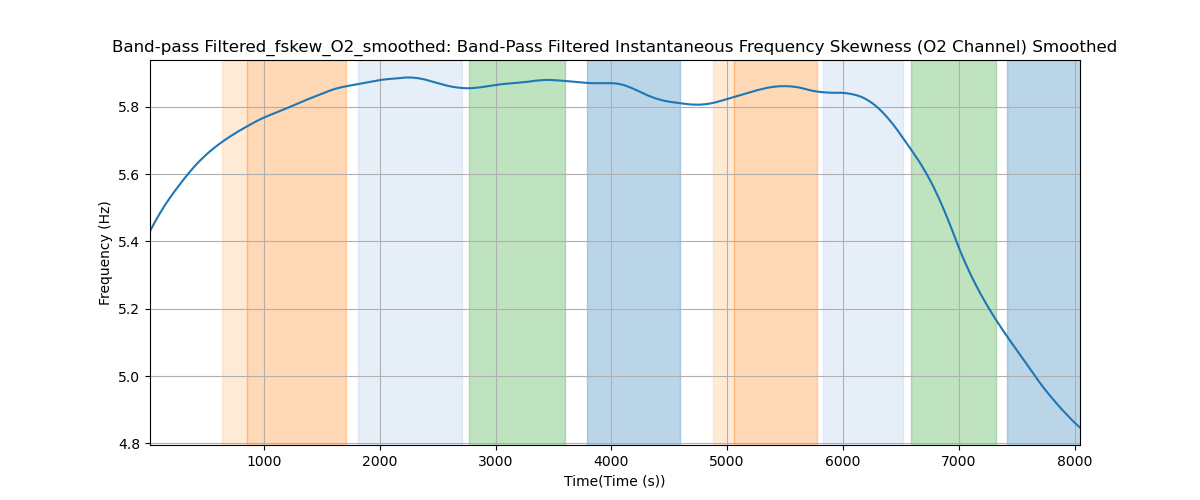 Band-pass Filtered_fskew_O2_smoothed: Band-Pass Filtered Instantaneous Frequency Skewness (O2 Channel) Smoothed
Frequency (Hz)
5.8
5.6
5.4
5.2
5.0
4.8
1000 2000 3000 4000 5000 6000 7000 8000
Time(Time (s))